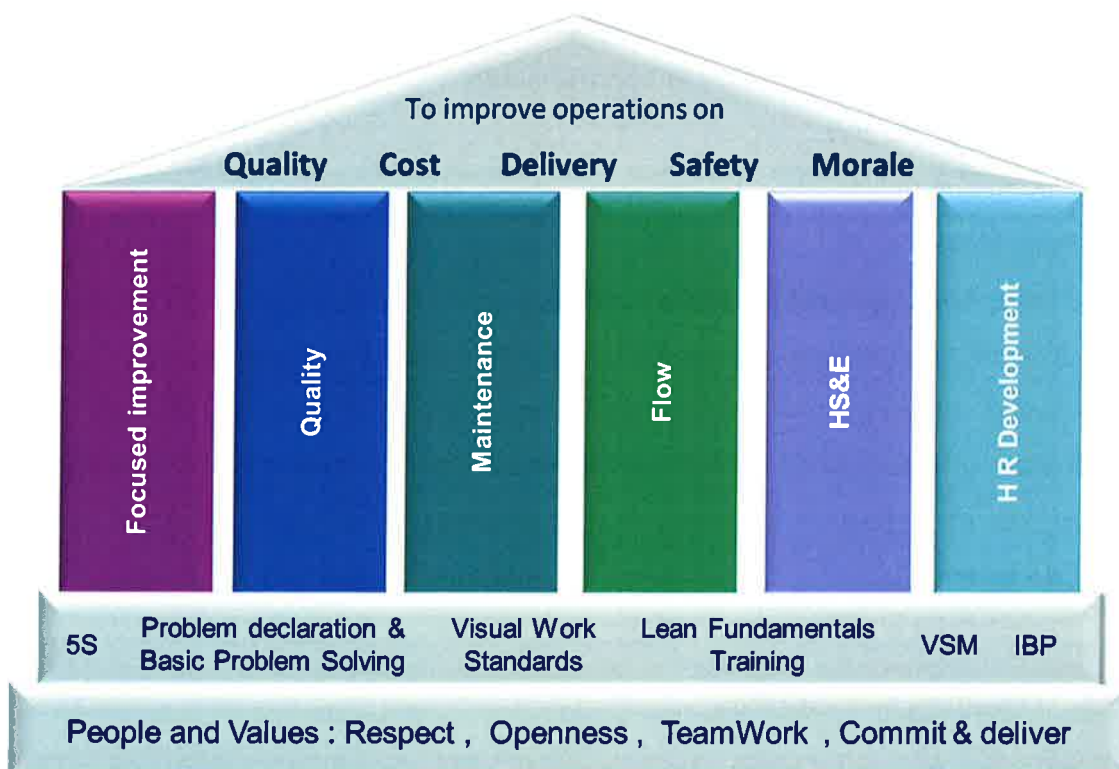 To improve operations on
Quality Cost Delivery Safety Morale
Focused improvement
Quality
Maintenance
Flow
HS&E
H R Development
5S
Problem declaration &
Basic Problem Solving
Visual Work
Standards
Lean Fundamentals
Training
VSM
IBP
People and Values : Respect , Openness , TeamWork , Commit & deliver